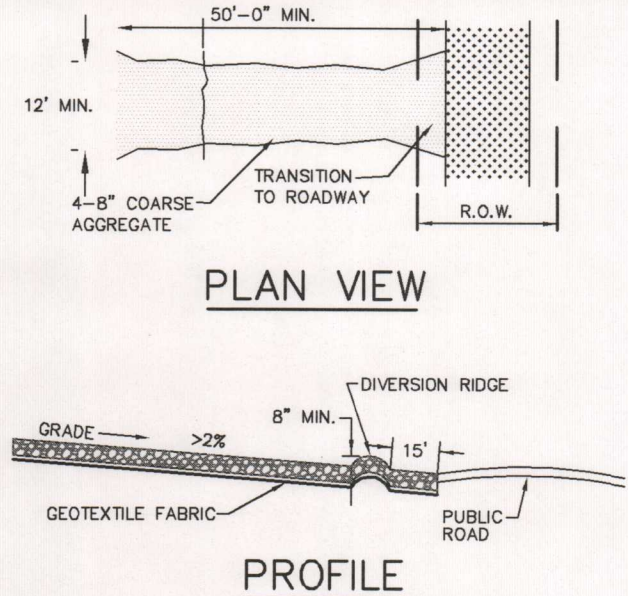 50'-0" MIN.
12' MIN.
4-8" COARSE
AGGREGATE
TRANSITION
TO ROADWAY
R.O.W.
PLAN VIEW
DIVERSION RIDGE
8" MIN.
15'
GRADE
>2%
GEOTEXTILE FABRIC
PUBLIC
ROAD
PROFILE